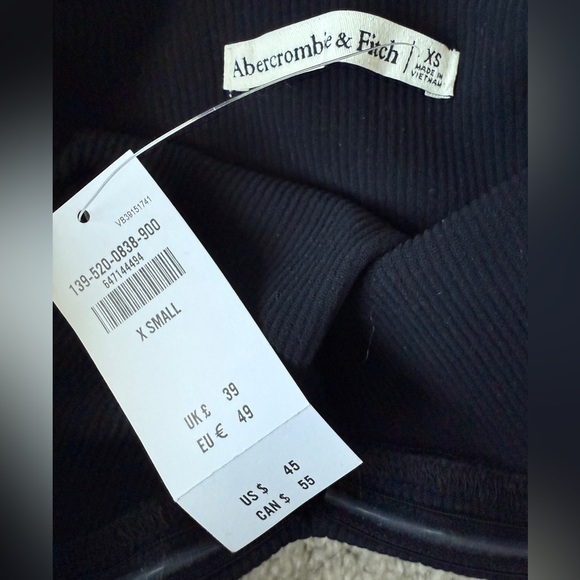 Abercrombie & Fitch
XS
MADE IN
VIETNAM
VB39151741
139-520-0838-900
647144494
X SMALL
UK £ 39
EU € 49
US $ 45
CAN $ 55